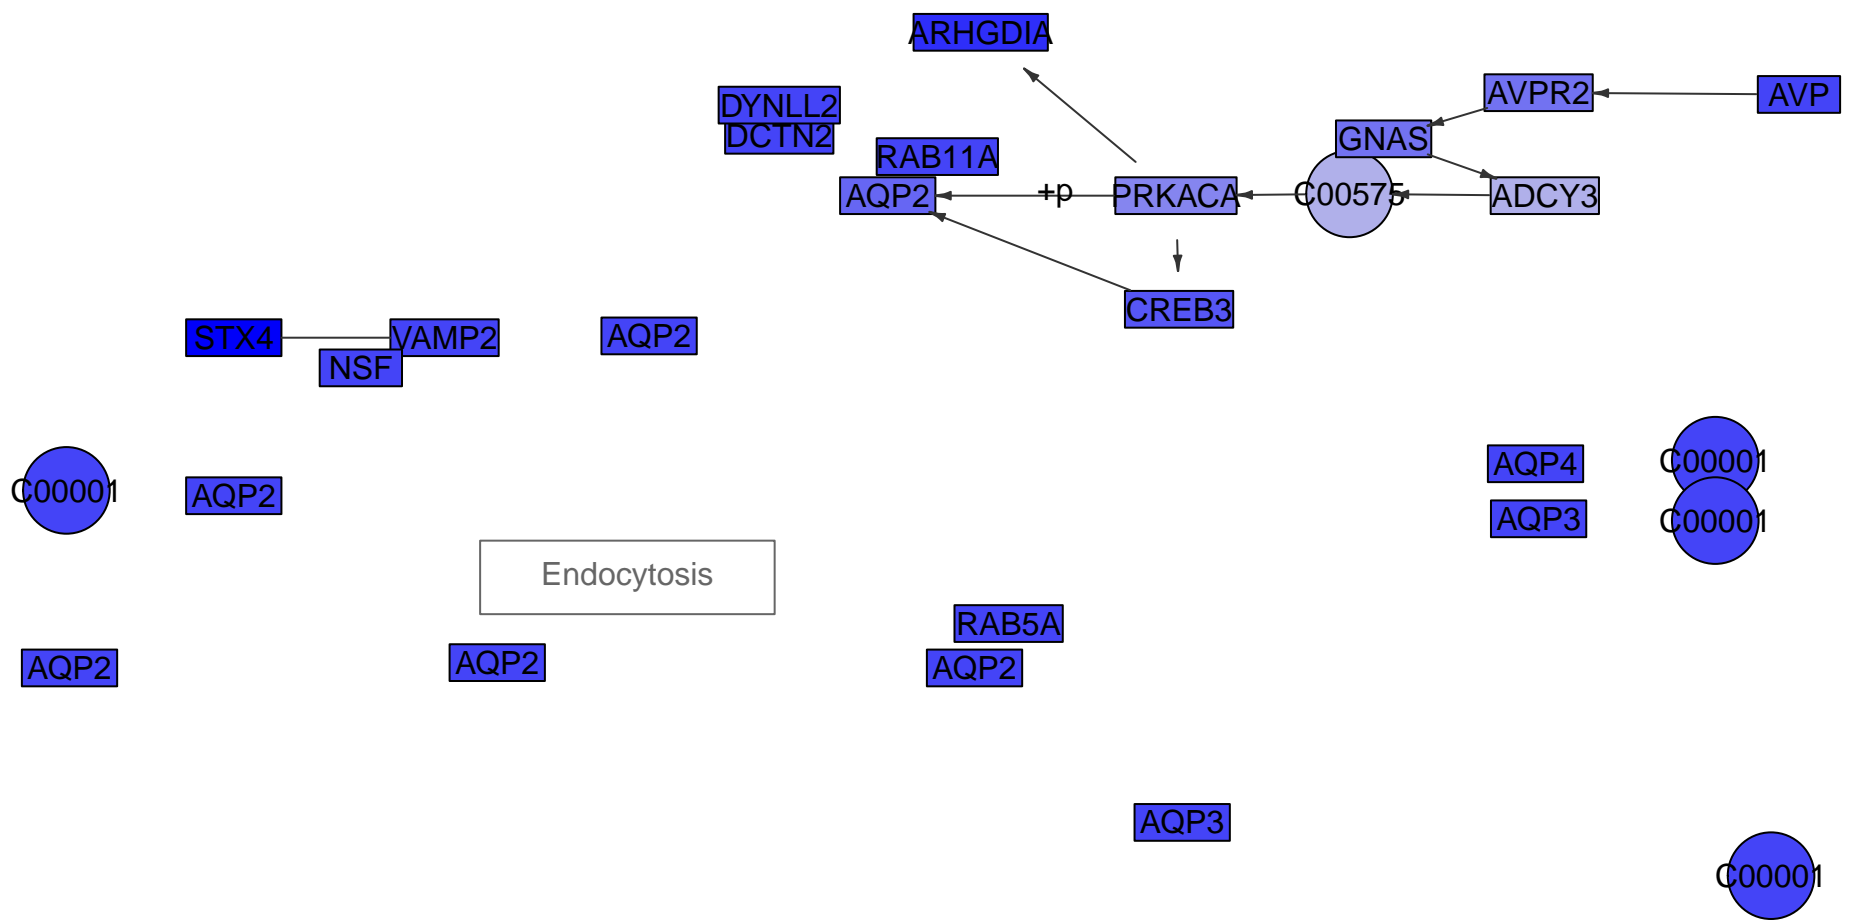 ARHGDIA
AVPR2
AVP
DYNLL2
DCTN2
GNAS
RAB11A
AQP2
+p
PRKACA
C00575
ADCY3
CREB3
STX4
VAMP2
AQP2
NSF
C00001
AQP2
AQP4
C00001
AQP3
C00001
Endocytosis
RAB5A
AQP2
AQP2
AQP2
AQP3
C00001